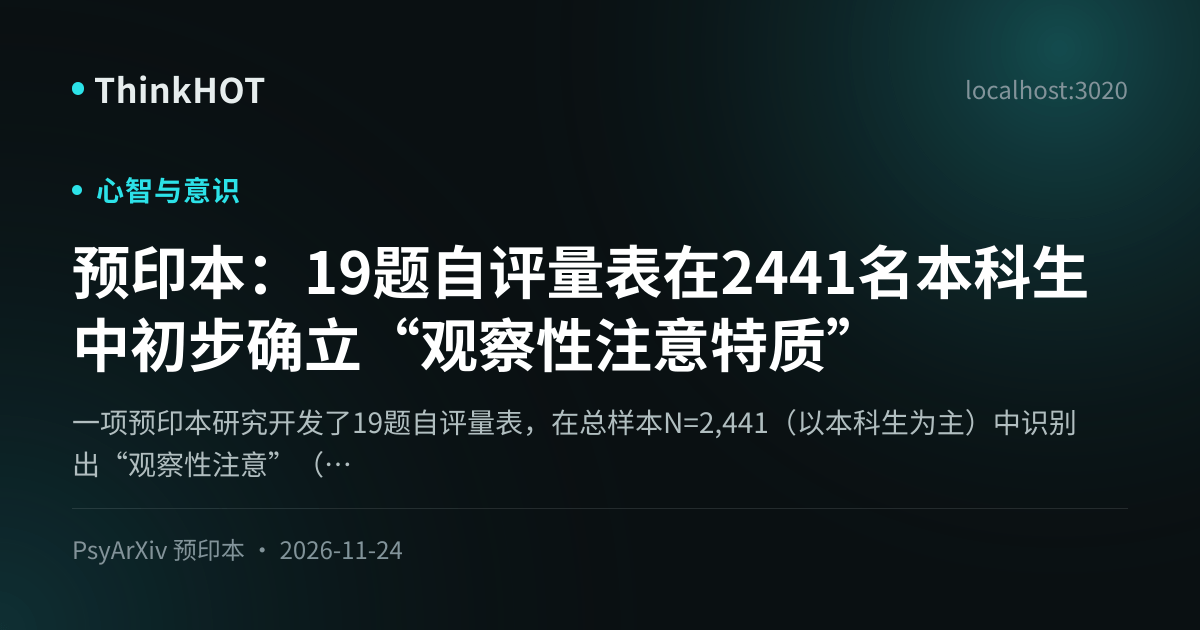 ThinkHOT
localhost:3020
心智与意识
预印本：19题自评量表在2441名本科生
中初步确立“观察性注意特质”
一项预印本研究开发了19题自评量表，在总样本N=2,441（以本科生为主）中识别
出“观察性注意”（…
PsyArXiv 预印本 · 2026-11-24